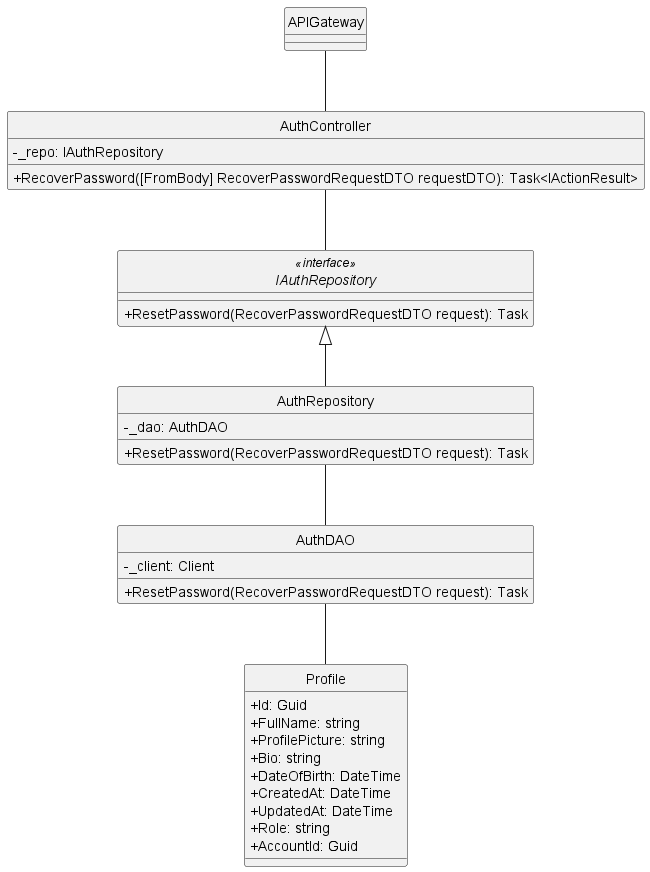 APIGateway
AuthController
-_repo: IAuthRepository
+RecoverPassword([FromBody] RecoverPasswordRequestDTO requestDTO): Task<IActionResult>
«interface»
IAuthRepository
+ResetPassword(RecoverPasswordRequestDTO request): Task
AuthRepository
-_dao: AuthDAO
+ResetPassword(RecoverPasswordRequestDTO request): Task
AuthDAO
-_client: Client
+ResetPassword(RecoverPasswordRequestDTO request): Task
Profile
+Id: Guid
+FullName: string
+ProfilePicture: string
+Bio: string
+DateOfBirth: DateTime
+CreatedAt: DateTime
+UpdatedAt: DateTime
+Role: string
+AccountId: Guid